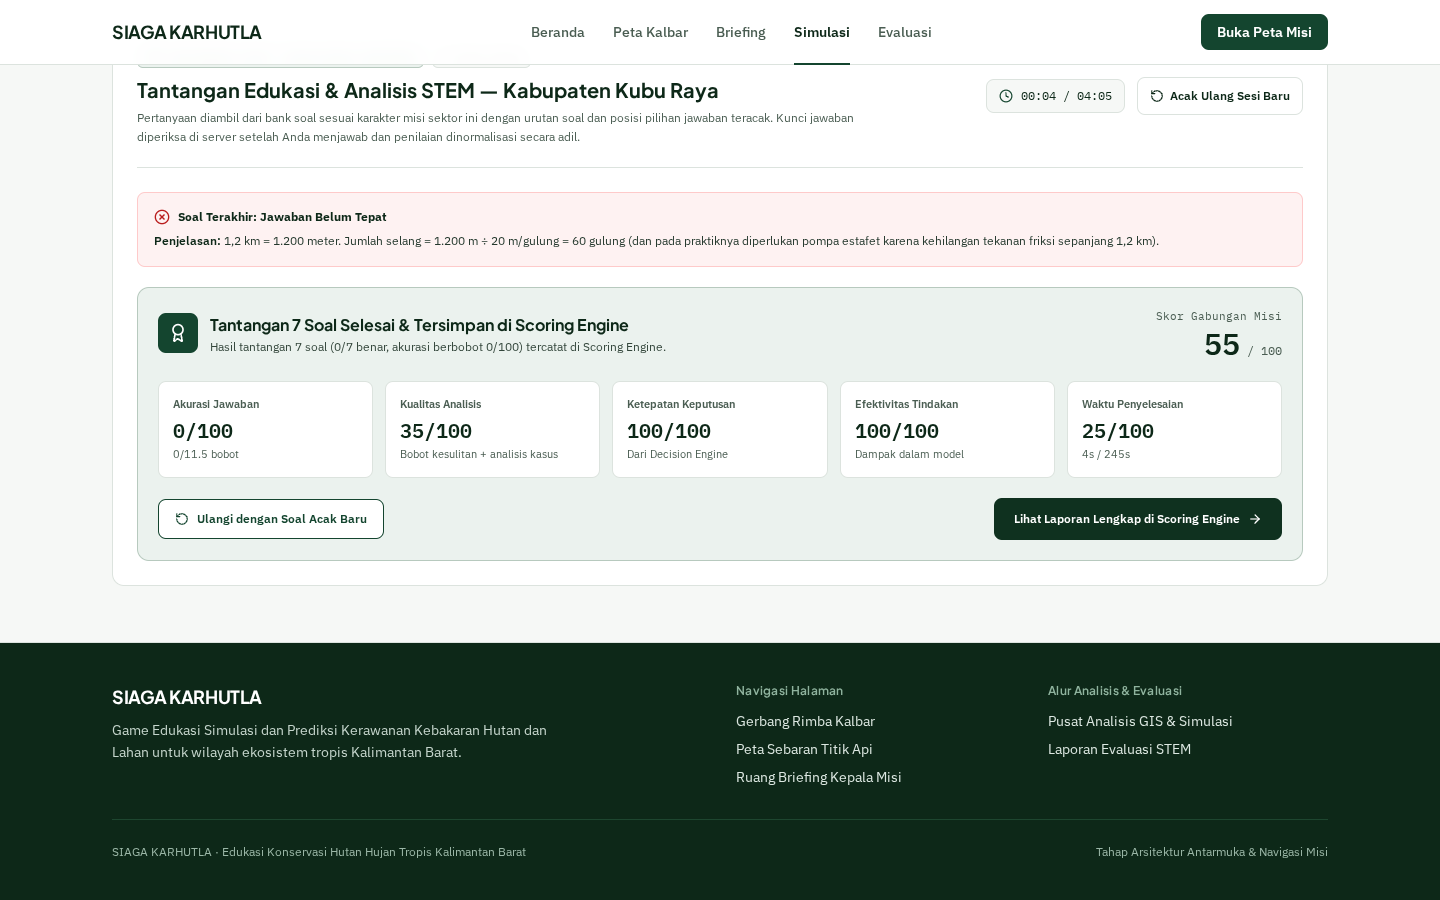 SIAGA KARHUTLA
Beranda
Peta Kalbar
Briefing
Simulasi
Evaluasi
Buka Peta Misi
Tantangan Edukasi & Analisis STEM — Kabupaten Kubu Raya
Pertanyaan diambil dari bank soal sesuai karakter misi sektor ini dengan urutan soal dan posisi pilihan jawaban teracak. Kunci jawaban
diperiksa di server setelah Anda menjawab dan penilaian dinormalisasi secara adil.
00:04 / 04:05
Acak Ulang Sesi Baru
Soal Terakhir: Jawaban Belum Tepat
Penjelasan: 1,2 km = 1.200 meter. Jumlah selang = 1.200 m ÷ 20 m/gulung = 60 gulung (dan pada praktiknya diperlukan pompa estafet karena kehilangan tekanan friksi sepanjang 1,2 km).
Tantangan 7 Soal Selesai & Tersimpan di Scoring Engine
Hasil tantangan 7 soal (0/7 benar, akurasi berbobot 0/100) tercatat di Scoring Engine.
Skor Gabungan Misi
55 / 100
Akurasi Jawaban
0/100
0/11.5 bobot
Kualitas Analisis
35/100
Bobot kesulitan + analisis kasus
Ketepatan Keputusan
100/100
Dari Decision Engine
Efektivitas Tindakan
100/100
Dampak dalam model
Waktu Penyelesaian
25/100
4s / 245s
Ulangi dengan Soal Acak Baru
Lihat Laporan Lengkap di Scoring Engine
SIAGA KARHUTLA
Game Edukasi Simulasi dan Prediksi Kerawanan Kebakaran Hutan dan
Lahan untuk wilayah ekosistem tropis Kalimantan Barat.
Navigasi Halaman
Gerbang Rimba Kalbar
Peta Sebaran Titik Api
Ruang Briefing Kepala Misi
Alur Analisis & Evaluasi
Pusat Analisis GIS & Simulasi
Laporan Evaluasi STEM
SIAGA KARHUTLA · Edukasi Konservasi Hutan Hujan Tropis Kalimantan Barat
Tahap Arsitektur Antarmuka & Navigasi Misi